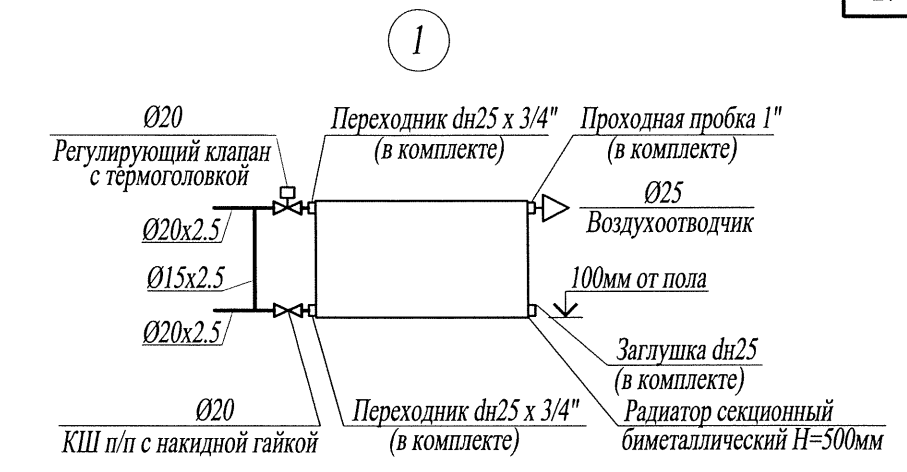 1
Ø20
Регулирующий клапан
с термоголовкой
Переходник dн25 x 3/4"
(в комплекте)
Проходная пробка 1"
(в комплекте)
Ø25
Воздухоотводчик
Ø20x2.5
Ø15x2.5
Ø20x2.5
100мм от пола
Заглушка dн25
(в комплекте)
Ø20
КШ п/п с накидной гайкой
Переходник dн25 x 3/4"
(в комплекте)
Радиатор секционный
биметаллический H=500мм